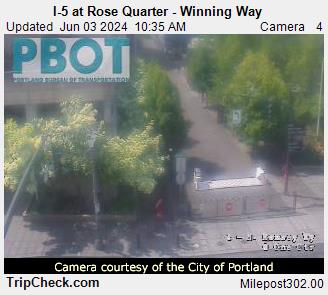 I-5 at Rose Quarter - Winning Way
Updated Jun 03 2024 10:35 AM Camera 4
PBOT
PORTLAND BUREAU OF TRANSPORTATION
Camera courtesy of the City of Portland
TripCheck.com Milepost302.00